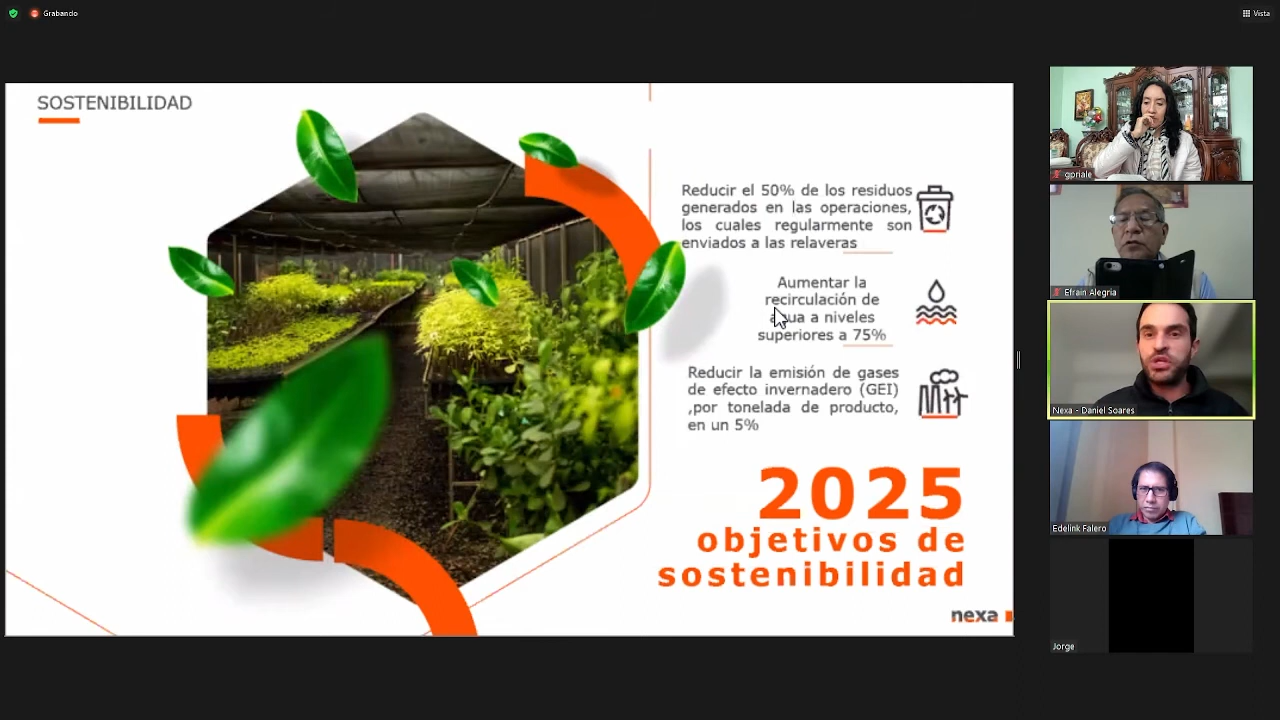 Grabando
Vista
SOSTENIBILIDAD
Reducir el 50% de los residuos
generados en las operaciones,
los cuales regularmente son
enviados a las relaveras
Aumentar la
recirculación de
agua a niveles
superiores a 75%
Reducir la emisión de gases
de efecto invernadero (GEI)
,por tonelada de producto,
en un 5%
2025
objetivos de
sostenibilidad
nexa
gpriale
Efrain Alegria
Nexa - Daniel Soares
Edelink Falero
Jorge